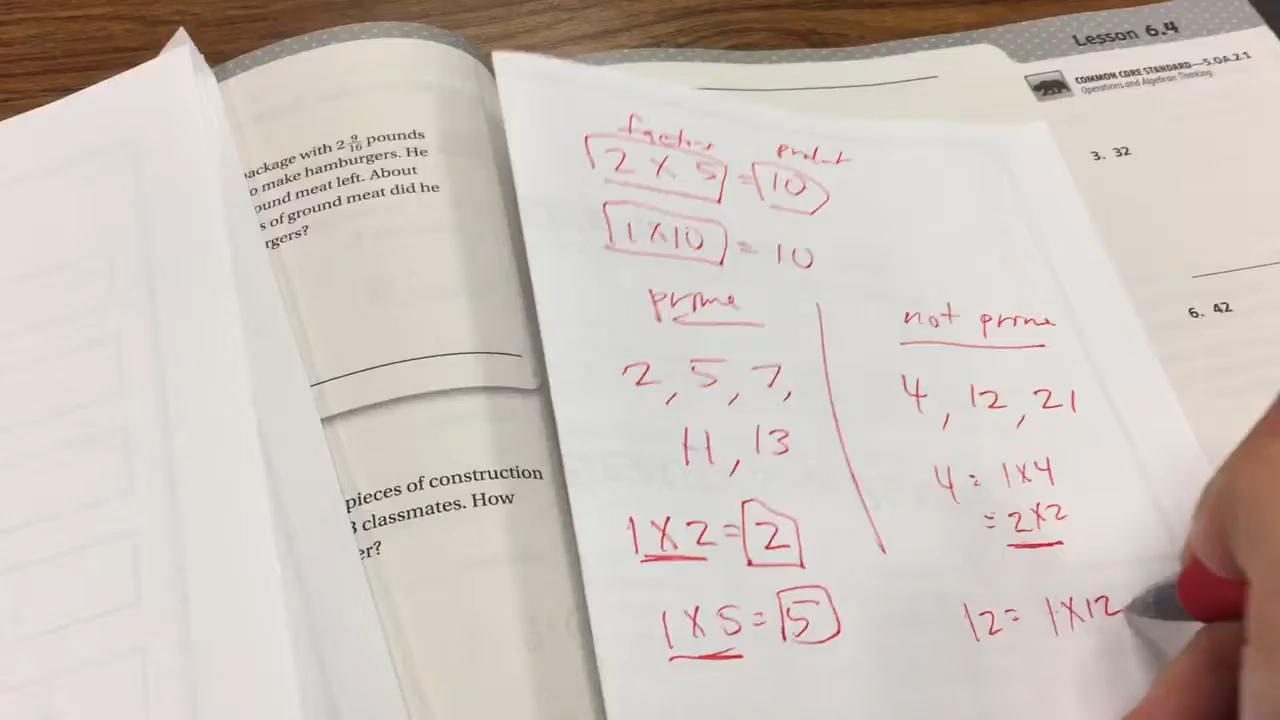 ackage with 2 9/16 pounds
o make hamburgers. He
ound meat left. About
s of ground meat did he
rgers?
pieces of construction
classmates. How
er?
Lesson 6.4
COMMON CORE STANDARD—5.OA.2.1
Operations and Algebraic Thinking
3. 32
6. 42
factors product
2 X 5 = 10
1 X 10 = 10
prime
2, 5, 7,
11, 13
1 X 2 = 2
1 X 5 = 5
not prime
4, 12, 21
4 = 1 X 4
= 2 X 2
12 = 1 X 12